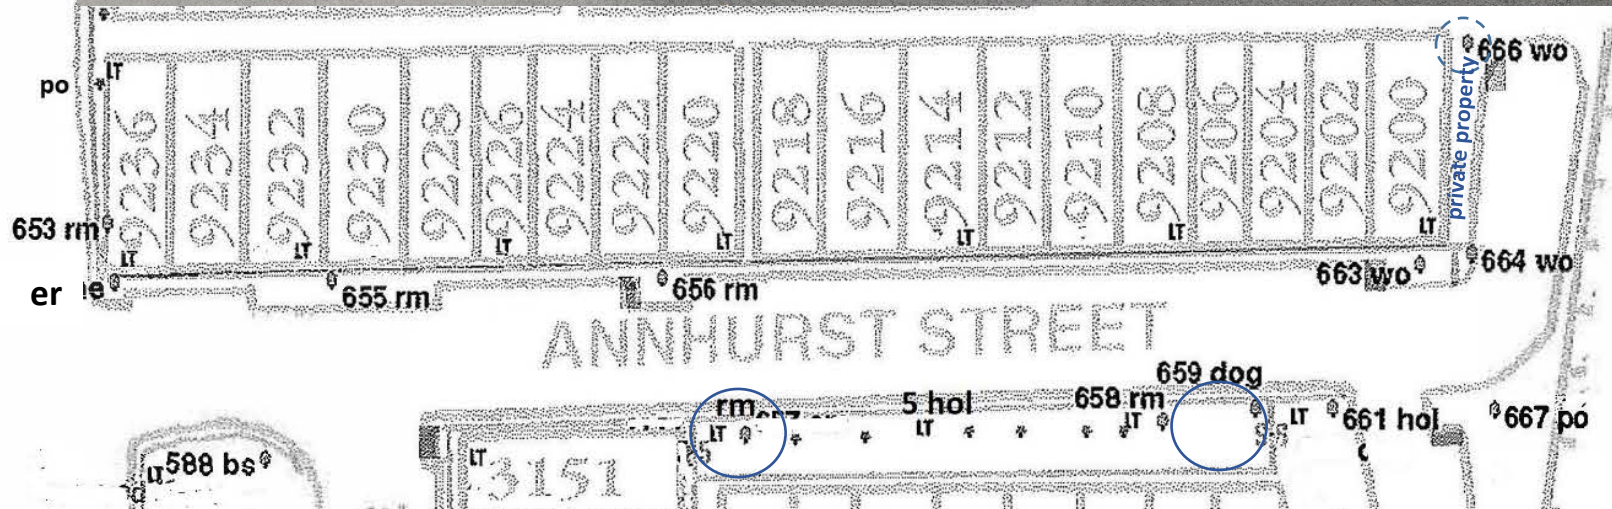 666 wo
po
LT
private property
9236
9234
9232
9230
9228
9226
9224
9222
9220
9218
9216
9214
9212
9210
9208
9206
9204
9202
9200
653 rm
LT
LT
LT
LT
LT
LT
LT
664 wo
663 wo
er
655 rm
656 rm
ANNHURST STREET
659 dog
rm
5 hol
658 rm
LT
LT
LT
LT
661 hol
667 po
LT
588 bs
LT
3151